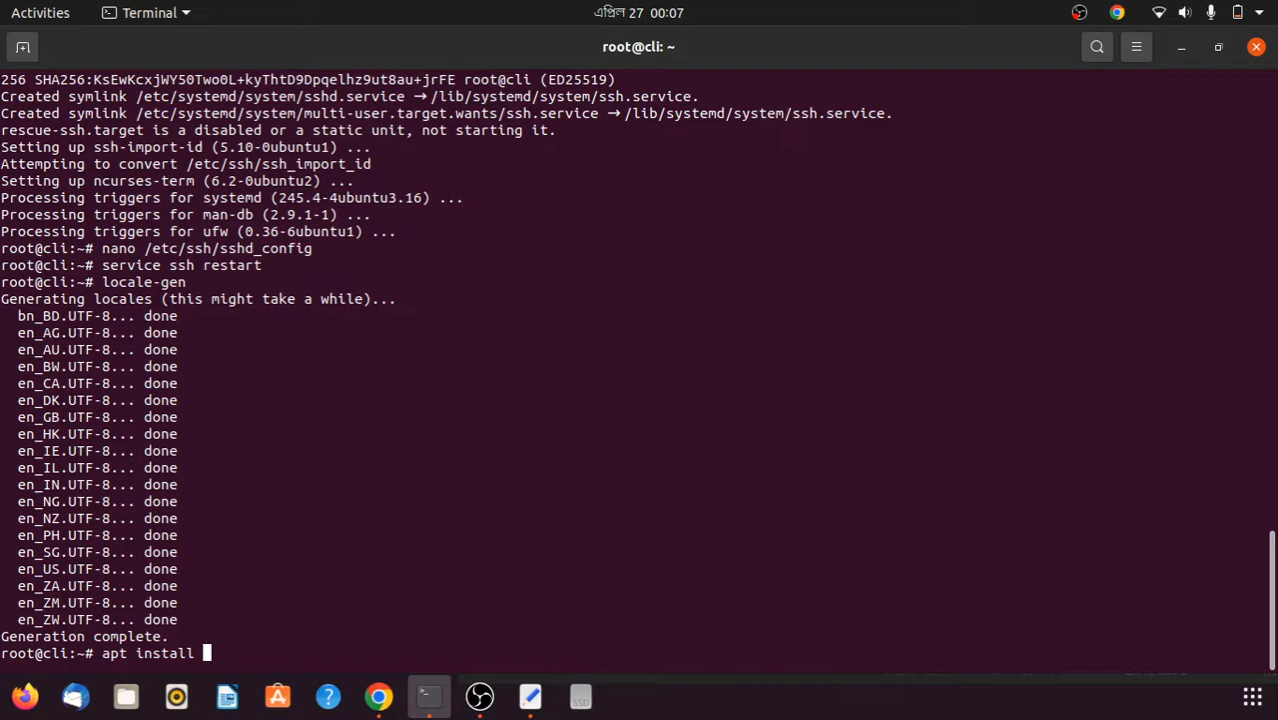 Activities
Terminal
এপ্রিল 27 00:07
root@cli: ~
256 SHA256:KsEwKcxjWY50Two0L+kyThtD9Dpqelhz9ut8au+jrFE root@cli (ED25519)
Created symlink /etc/systemd/system/sshd.service → /lib/systemd/system/ssh.service.
Created symlink /etc/systemd/system/multi-user.target.wants/ssh.service → /lib/systemd/system/ssh.service.
rescue-ssh.target is a disabled or a static unit, not starting it.
Setting up ssh-import-id (5.10-0ubuntu1) ...
Attempting to convert /etc/ssh/ssh_import_id
Setting up ncurses-term (6.2-0ubuntu2) ...
Processing triggers for systemd (245.4-4ubuntu3.16) ...
Processing triggers for man-db (2.9.1-1) ...
Processing triggers for ufw (0.36-6ubuntu1) ...
root@cli:~# nano /etc/ssh/sshd_config
root@cli:~# service ssh restart
root@cli:~# locale-gen
Generating locales (this might take a while)...
bn_BD.UTF-8... done
en_AG.UTF-8... done
en_AU.UTF-8... done
en_BW.UTF-8... done
en_CA.UTF-8... done
en_DK.UTF-8... done
en_GB.UTF-8... done
en_HK.UTF-8... done
en_IE.UTF-8... done
en_IL.UTF-8... done
en_IN.UTF-8... done
en_NG.UTF-8... done
en_NZ.UTF-8... done
en_PH.UTF-8... done
en_SG.UTF-8... done
en_US.UTF-8... done
en_ZA.UTF-8... done
en_ZM.UTF-8... done
en_ZW.UTF-8... done
Generation complete.
root@cli:~# apt install
SSD